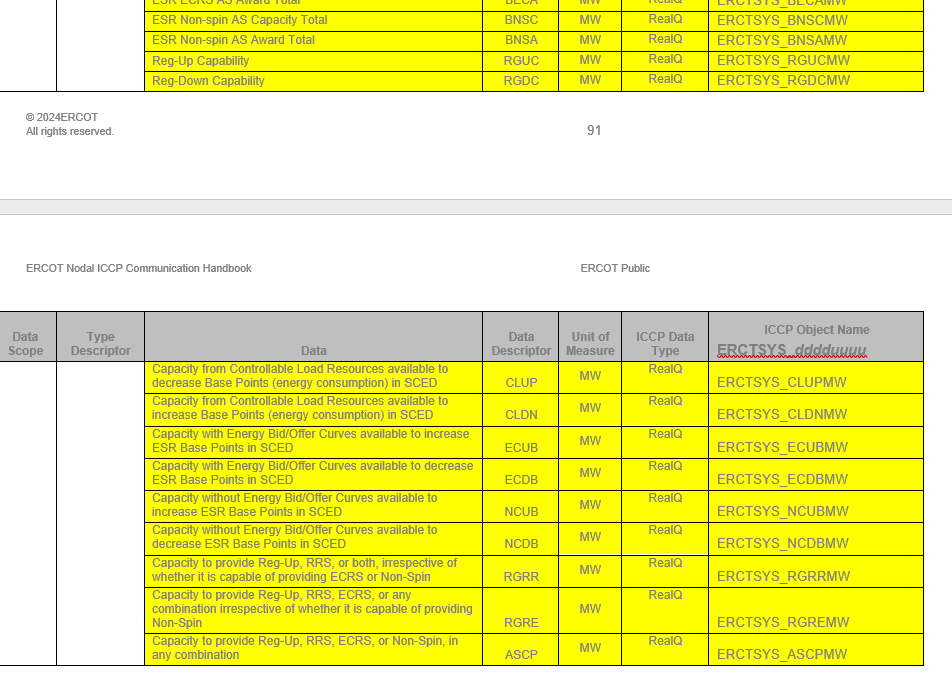 ESR ECRS AS Award Total BECA MW RealQ ERCTSYS_BECAMW
ESR Non-spin AS Capacity Total BNSC MW RealQ ERCTSYS_BNSCMW
ESR Non-spin AS Award Total BNSA MW RealQ ERCTSYS_BNSAMW
Reg-Up Capability RGUC MW RealQ ERCTSYS_RGUCMW
Reg-Down Capability RGDC MW RealQ ERCTSYS_RGDCMW
© 2024ERCOT
All rights reserved. 91
ERCOT Nodal ICCP Communication Handbook ERCOT Public
Data Scope Type Descriptor Data Data Descriptor Unit of Measure ICCP Data Type ICCP Object Name
ERCTSYS_dddduuuu
Capacity from Controllable Load Resources available to
decrease Base Points (energy consumption) in SCED CLUP MW RealQ ERCTSYS_CLUPMW
Capacity from Controllable Load Resources available to
increase Base Points (energy consumption) in SCED CLDN MW RealQ ERCTSYS_CLDNMW
Capacity with Energy Bid/Offer Curves available to increase
ESR Base Points in SCED ECUB MW RealQ ERCTSYS_ECUBMW
Capacity with Energy Bid/Offer Curves available to decrease
ESR Base Points in SCED ECDB MW RealQ ERCTSYS_ECDBMW
Capacity without Energy Bid/Offer Curves available to
increase ESR Base Points in SCED NCUB MW RealQ ERCTSYS_NCUBMW
Capacity without Energy Bid/Offer Curves available to
decrease ESR Base Points in SCED NCDB MW RealQ ERCTSYS_NCDBMW
Capacity to provide Reg-Up, RRS, or both, irrespective of
whether it is capable of providing ECRS or Non-Spin RGRR MW RealQ ERCTSYS_RGRRMW
Capacity to provide Reg-Up, RRS, ECRS, or any
combination irrespective of whether it is capable of providing
Non-Spin RGRE MW RealQ ERCTSYS_RGREMW
Capacity to provide Reg-Up, RRS, ECRS, or Non-Spin, in
any combination ASCP MW RealQ ERCTSYS_ASCPMW